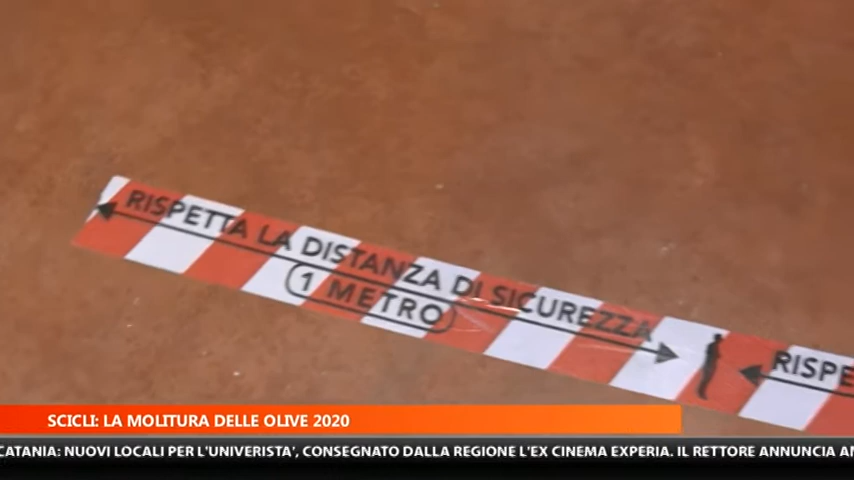 RISPETTA LA DISTANZA DI SICUREZZA
1 METRO
RISPE
SCICLI: LA MOLITURA DELLE OLIVE 2020
CATANIA: NUOVI LOCALI PER L'UNIVERISTA', CONSEGNATO DALLA REGIONE L'EX CINEMA EXPERIA. IL RETTORE ANNUNCIA AN